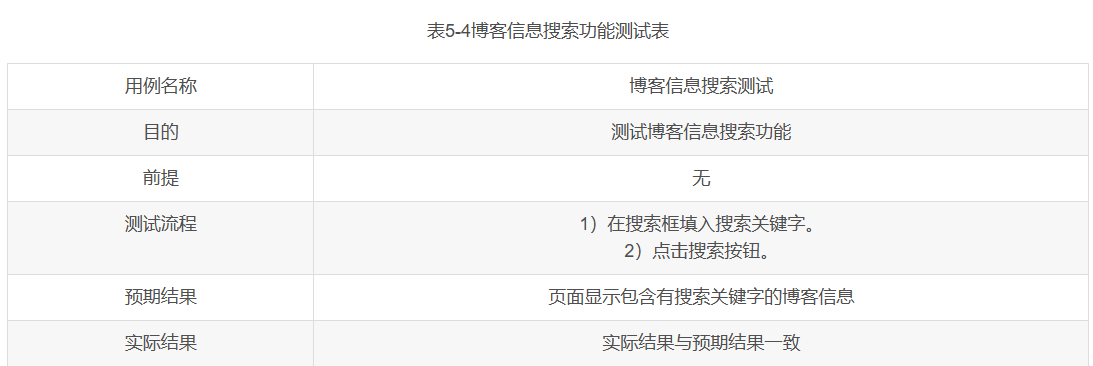 表5-4博客信息搜索功能测试表
用例名称 博客信息搜索测试
目的 测试博客信息搜索功能
前提 无
测试流程 1）在搜索框填入搜索关键字。
2）点击搜索按钮。
预期结果 页面显示包含有搜索关键字的博客信息
实际结果 实际结果与预期结果一致